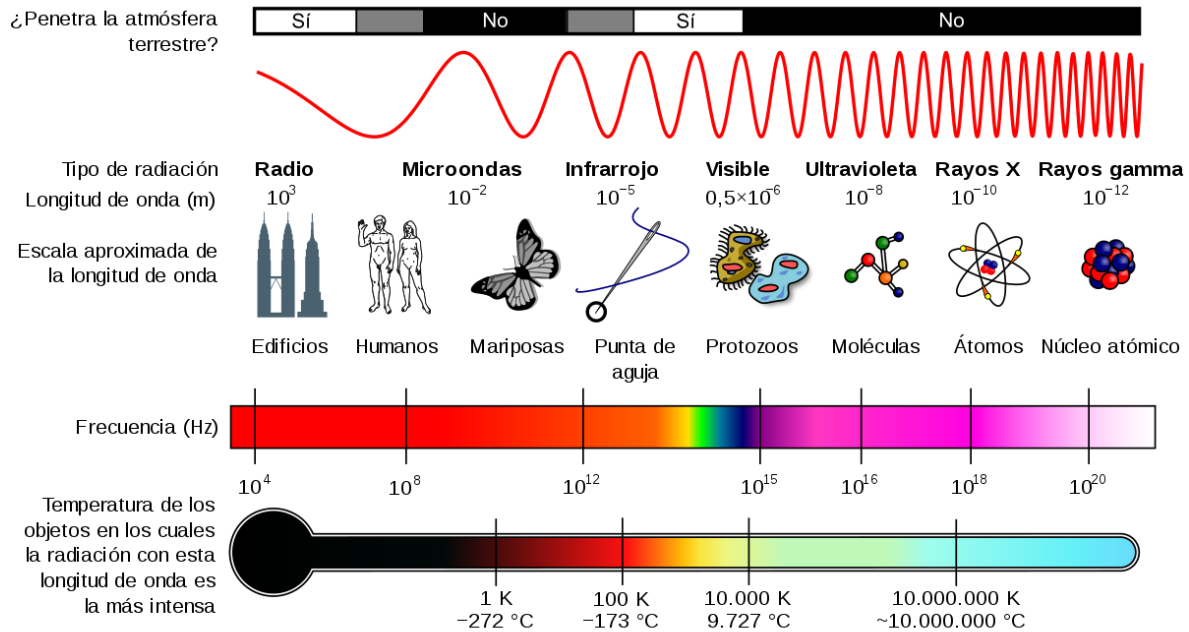 ¿Penetra la atmósfera
terrestre?
Sí No Sí No
Tipo de radiación Radio Microondas Infrarrojo Visible Ultravioleta Rayos X Rayos gamma
Longitud de onda (m) 10³ 10⁻² 10⁻⁵ 0,5×10⁻⁶ 10⁻⁸ 10⁻¹⁰ 10⁻¹²
Escala aproximada de
la longitud de onda
Edificios Humanos Mariposas Punta de aguja Protozoos Moléculas Átomos Núcleo atómico
Frecuencia (Hz)
10⁴ 10⁸ 10¹² 10¹⁵ 10¹⁶ 10¹⁸ 10²⁰
Temperatura de los
objetos en los cuales
la radiación con esta
longitud de onda es
la más intensa
1 K 100 K 10.000 K 10.000.000 K
−272 °C −173 °C 9.727 °C ~10.000.000 °C